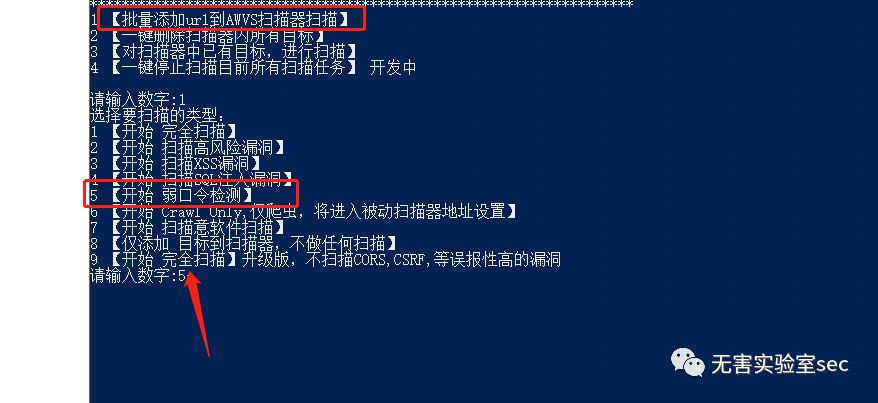 ******************************************************************
1 【批量添加url到AWVS扫描器扫描】
2 【一键删除扫描器内所有目标】
3 【对扫描器中已有目标，进行扫描】
4 【一键停止扫描目前所有扫描任务】 开发中
请输入数字:1
选择要扫描的类型:
1 【开始 完全扫描】
2 【开始 扫描高风险漏洞】
3 【开始 扫描XSS漏洞】
4 【开始 扫描SQL注入漏洞】
5 【开始 弱口令检测】
6 【开始 Crawl Only,仅爬虫，将进入被动扫描器地址设置】
7 【开始 扫描意软件扫描】
8 【仅添加 目标到扫描器，不做任何扫描】
9 【开始 完全扫描】升级版，不扫描CORS,CSRF,等误报性高的漏洞
请输入数字:5
无害实验室sec